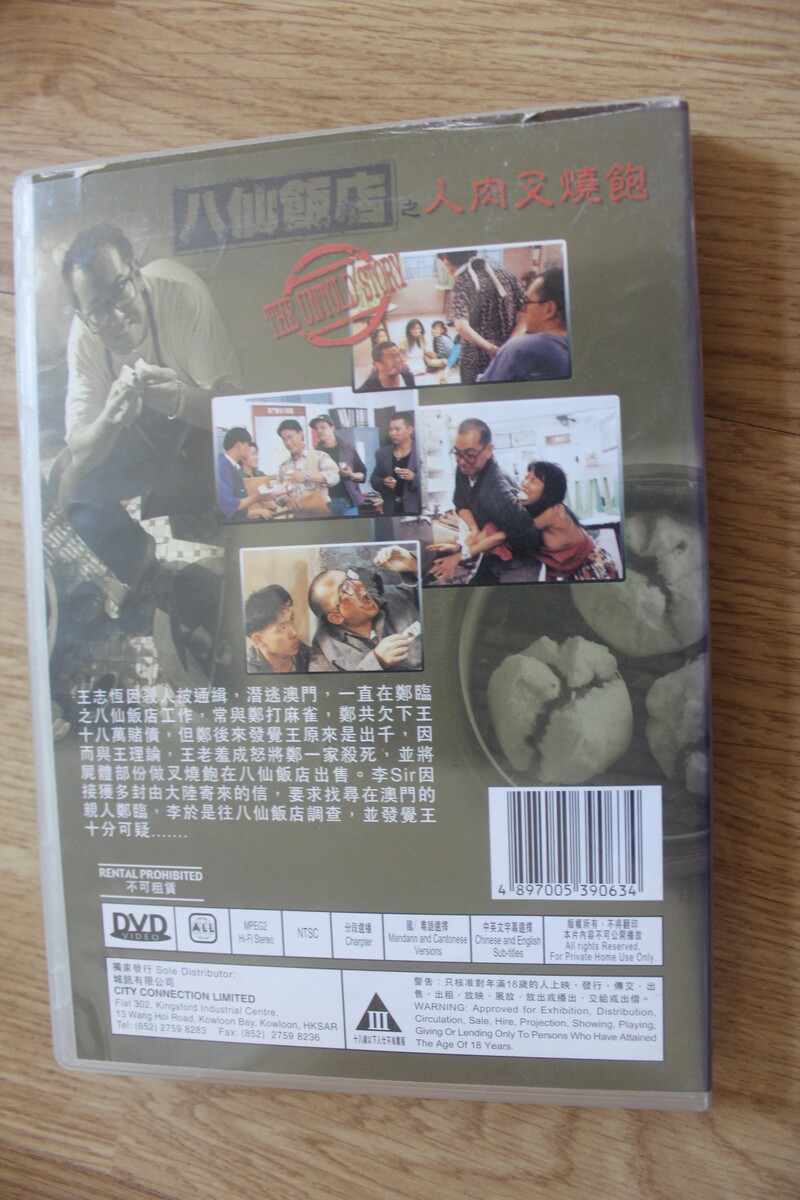 八仙飯店之人肉叉燒飽
THE UNTOLD STORY
王志恆因殺人被通緝，潛逃澳門，一直在鄭臨
之八仙飯店工作，常與鄭打麻雀，鄭共欠下王
十八萬賭債，但鄭後來發覺王原來是出千，因
而與王理論，王老羞成怒將鄭一家殺死，並將
屍體部份做叉燒飽在八仙飯店出售。李Sir因
接獲多封由大陸寄來的信，要求找尋在澳門的
親人鄭臨，李於是往八仙飯店調查，並發覺王
十分可疑.......
4 897005 390634
RENTAL PROHIBITED
不可租賃
DVD
VIDEO
ALL
MPEG2
Hi-Fi Stereo
NTSC
分段選播
Charpter
國/粵語選擇
Mandarin and Cantonese
Versions
中英文字幕選擇
Chinese and English
Sub-titles
版權所有，不得翻印
本片內容不可公開播放
All rights Reserved.
For Private Home Use Only.
獨家發行 Sole Distributor:
城訊有限公司
CITY CONNECTION LIMITED
Flat 302, Kingsford Industrial Centre,
13 Wang Hoi Road, Kowloon Bay, Kowloon, HKSAR
Tel: (852) 2759 8283 Fax: (852) 2759 8236
III
十八歲以下人仕不准觀看
警告：只核准對年滿18歲的人上映，發行，傳交，出
售，出租，放映，展放，放出或播出，交給或出借。
WARNING: Approved for Exhibition, Distribution,
Circulation, Sale, Hire, Projection, Showing, Playing,
Giving Or Lending Only To Persons Who Have Attained
The Age Of 18 Years.